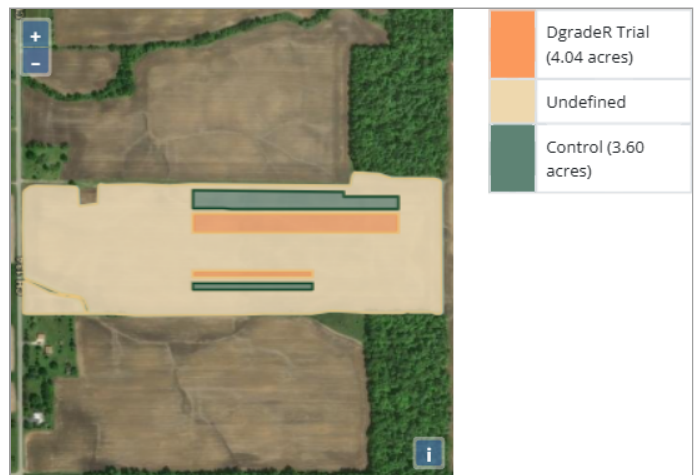 +
–
DgradeR Trial
(4.04 acres)
Undefined
Control (3.60
acres)
i